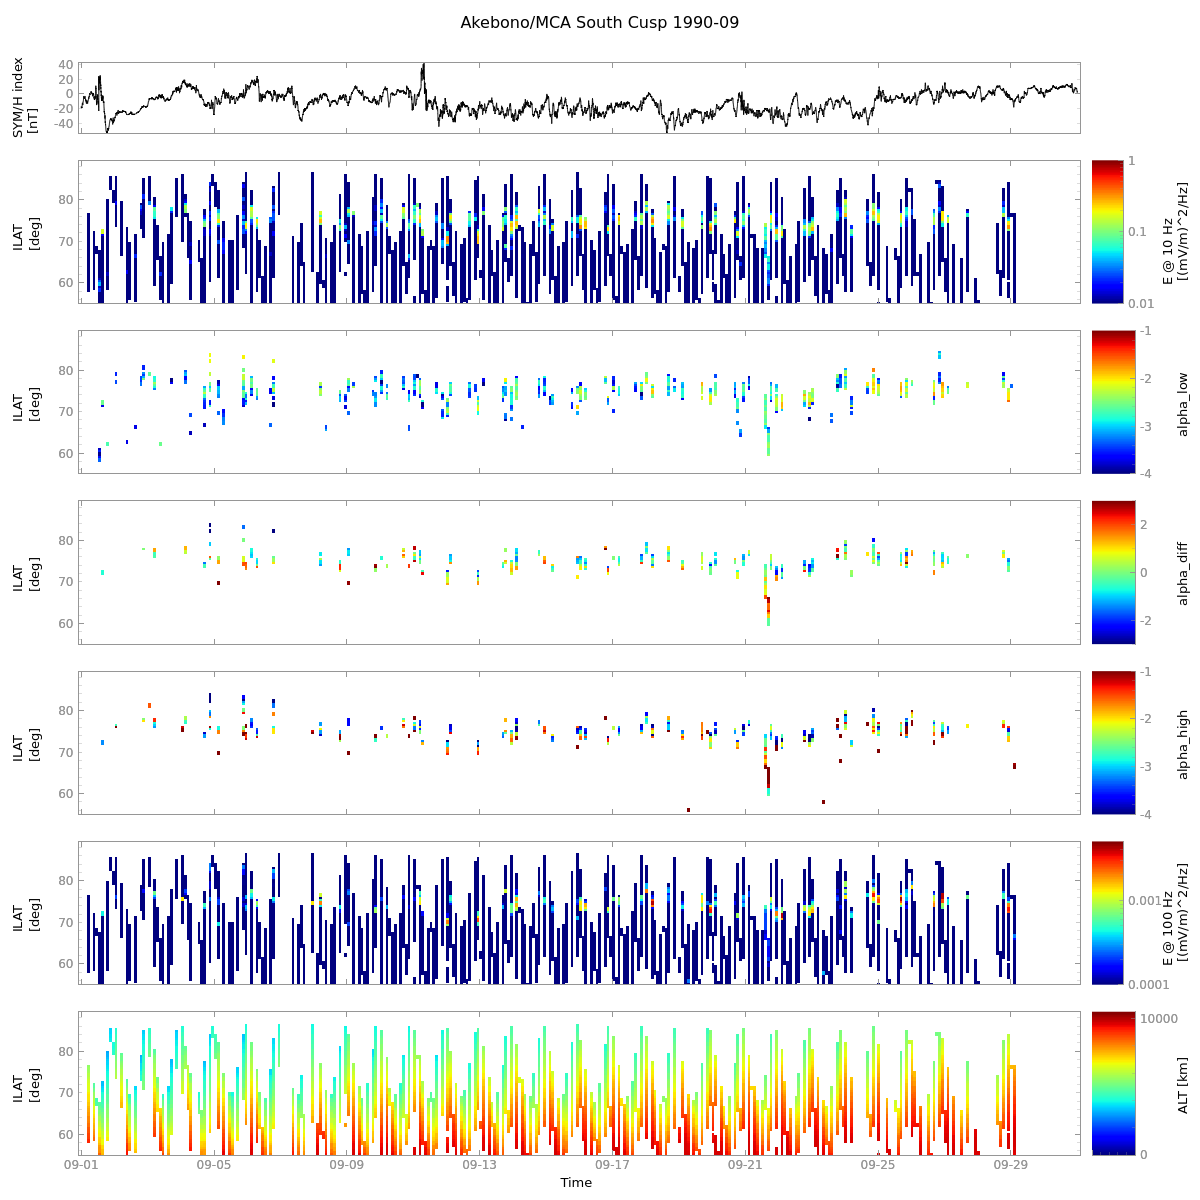 Akebono/MCA South Cusp 1990-09
SYM/H index
[nT]
40
20
0
-20
-40
ILAT
[deg]
80
70
60
1
0.1
0.01
E @ 10 Hz
[(mV/m)^2/Hz]
ILAT
[deg]
80
70
60
-1
-2
-3
-4
alpha_low
ILAT
[deg]
80
70
60
2
0
-2
alpha_diff
ILAT
[deg]
80
70
60
-1
-2
-3
-4
alpha_high
ILAT
[deg]
80
70
60
0.001
0.0001
E @ 100 Hz
[(mV/m)^2/Hz]
ILAT
[deg]
80
70
60
10000
0
ALT [km]
09-01 09-05 09-09 09-13 09-17 09-21 09-25 09-29
Time